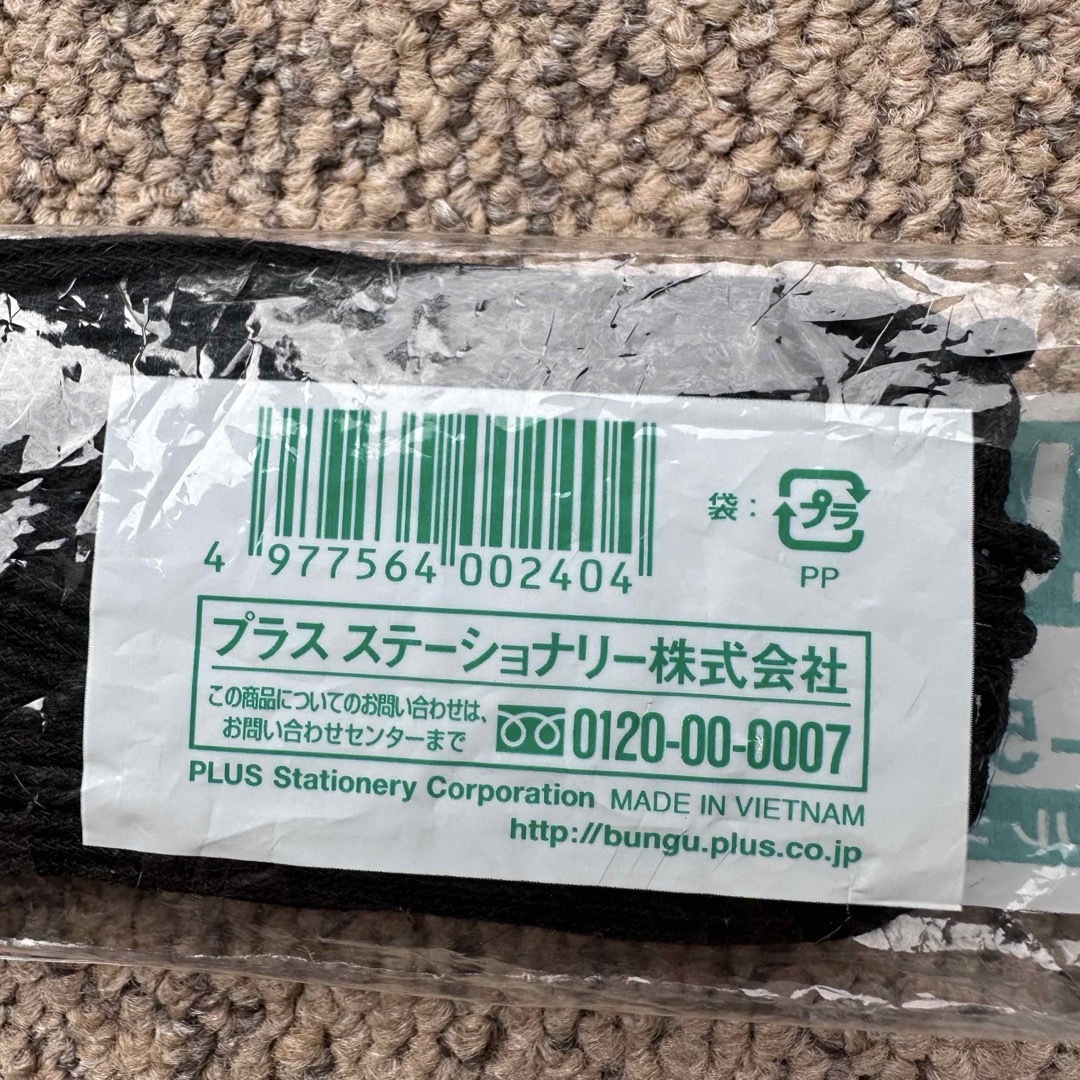 4 977564 002404
袋：プラ
PP
プラス ステーショナリー株式会社
この商品についてのお問い合わせは、
お問い合わせセンターまで
0120-00-0007
PLUS Stationery Corporation MADE IN VIETNAM
http://bungu.plus.co.jp